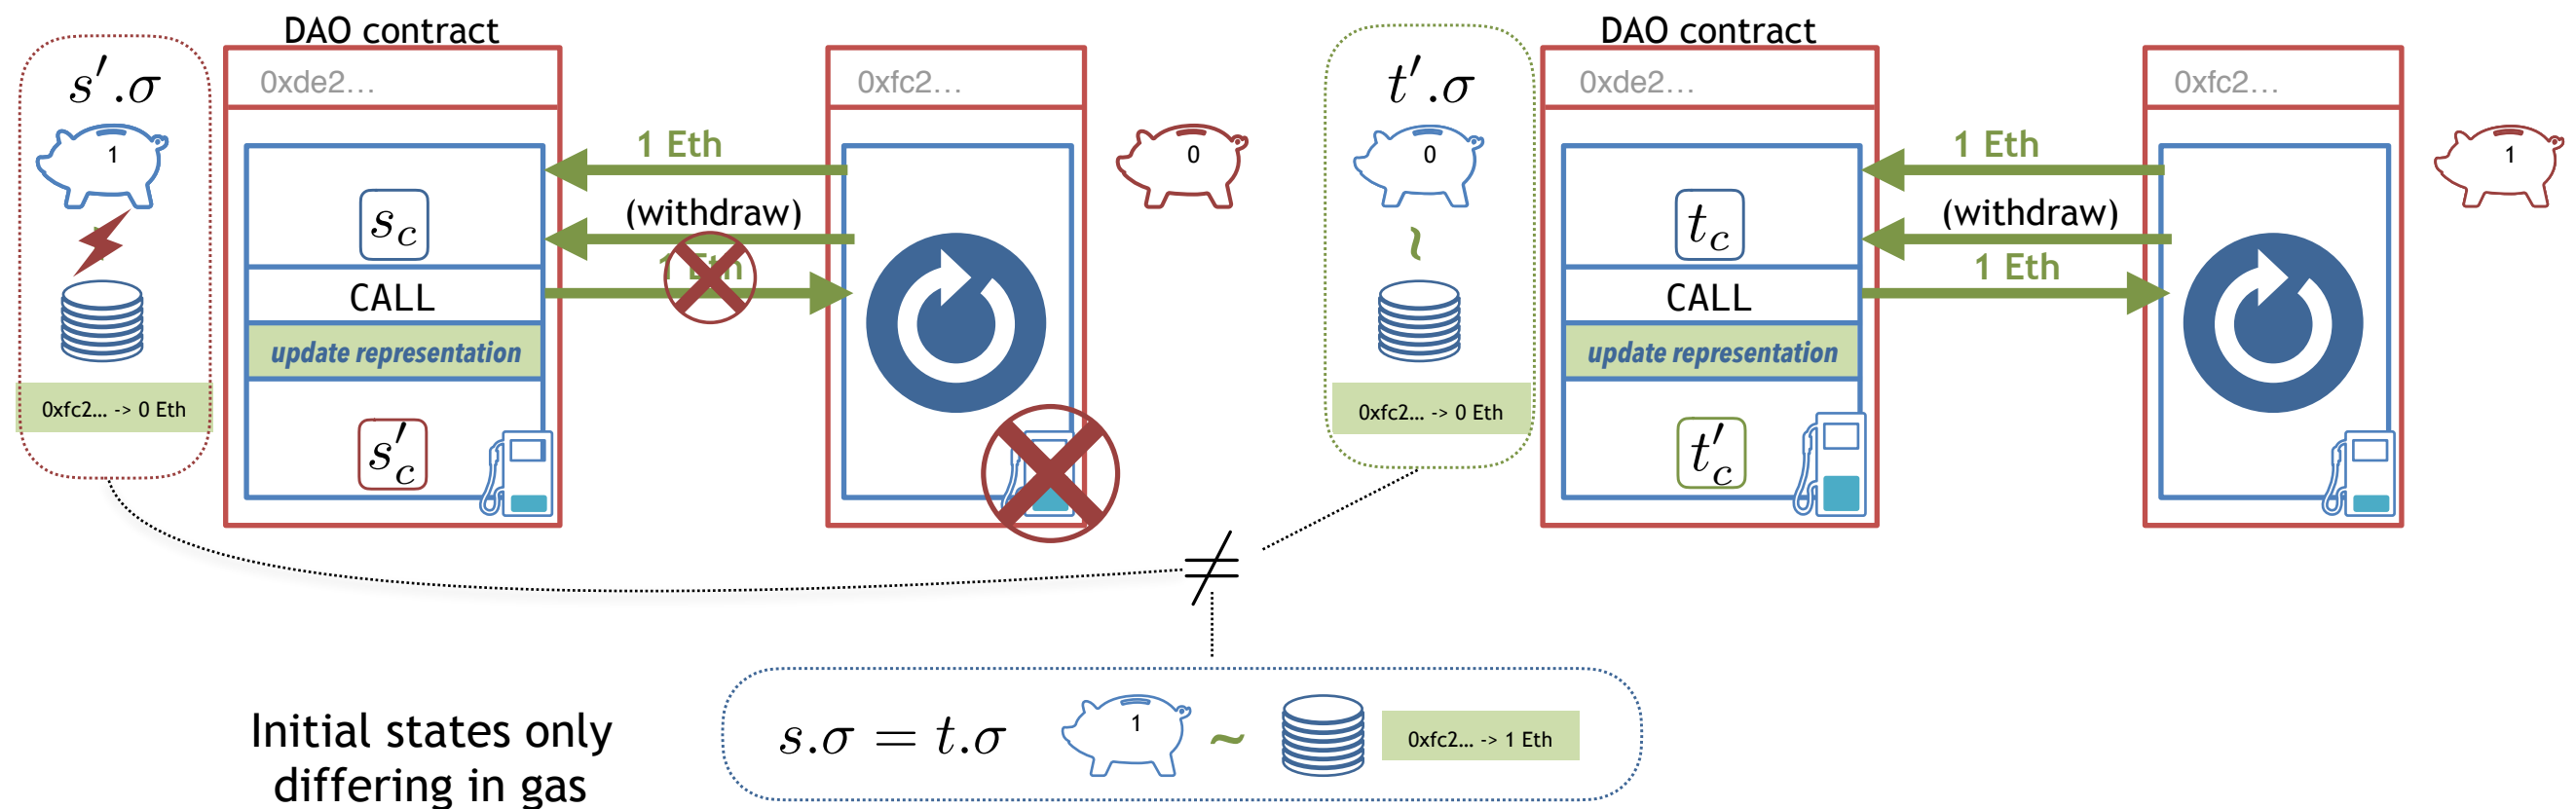 DAO contract
s′.σ
1
0xfc2... -> 0 Eth
0xde2...
s_c
CALL
update representation
s′_c
1 Eth
(withdraw)
1 Eth
0xfc2...
0
DAO contract
t′.σ
0
~
0xfc2... -> 0 Eth
0xde2...
t_c
CALL
update representation
t′_c
1 Eth
(withdraw)
1 Eth
0xfc2...
1
≠
Initial states only
differing in gas
s.σ = t.σ
1
~
0xfc2... -> 1 Eth